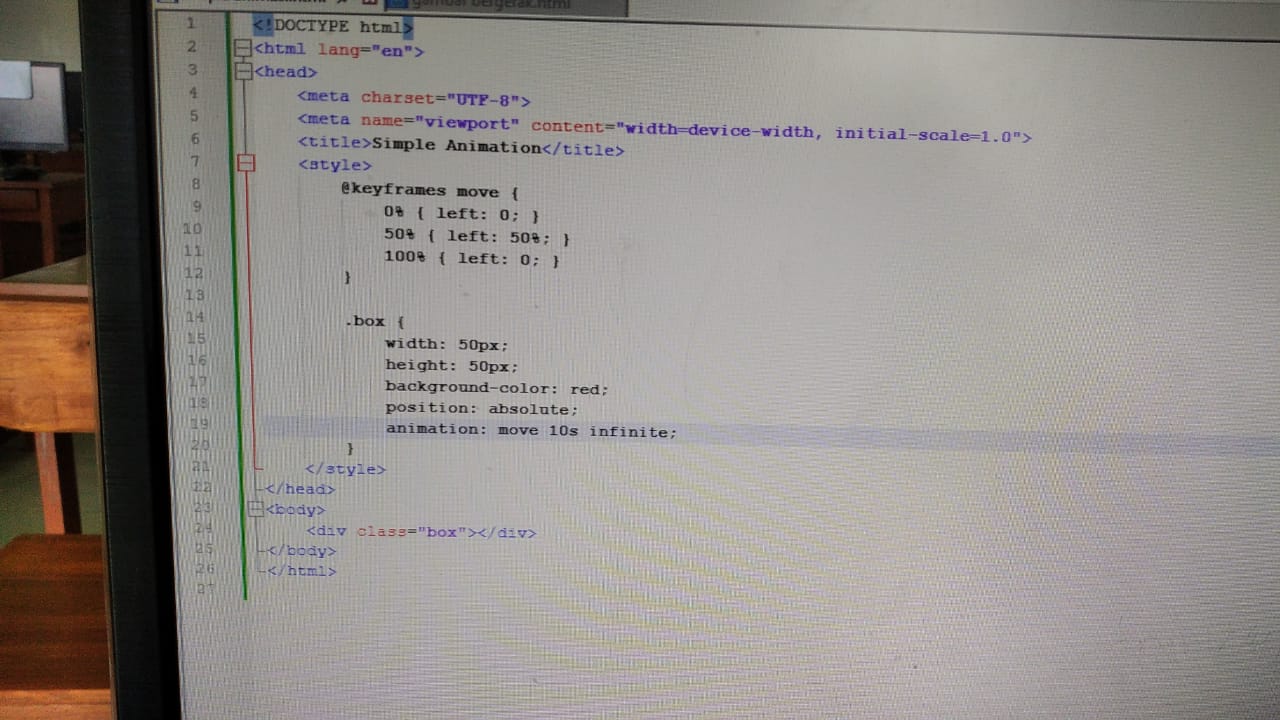 gambar bergerak.html
1 <!DOCTYPE html>
2 <html lang="en">
3 <head>
4 <meta charset="UTF-8">
5 <meta name="viewport" content="width=device-width, initial-scale=1.0">
6 <title>Simple Animation</title>
7 <style>
8 @keyframes move {
9 0% { left: 0; }
10 50% { left: 50%; }
11 100% { left: 0; }
12 }
13
14 .box {
15 width: 50px;
16 height: 50px;
17 background-color: red;
18 position: absolute;
19 animation: move 10s infinite;
20 }
21 </style>
22 </head>
23 <body>
24 <div class="box"></div>
25 </body>
26 </html>
27